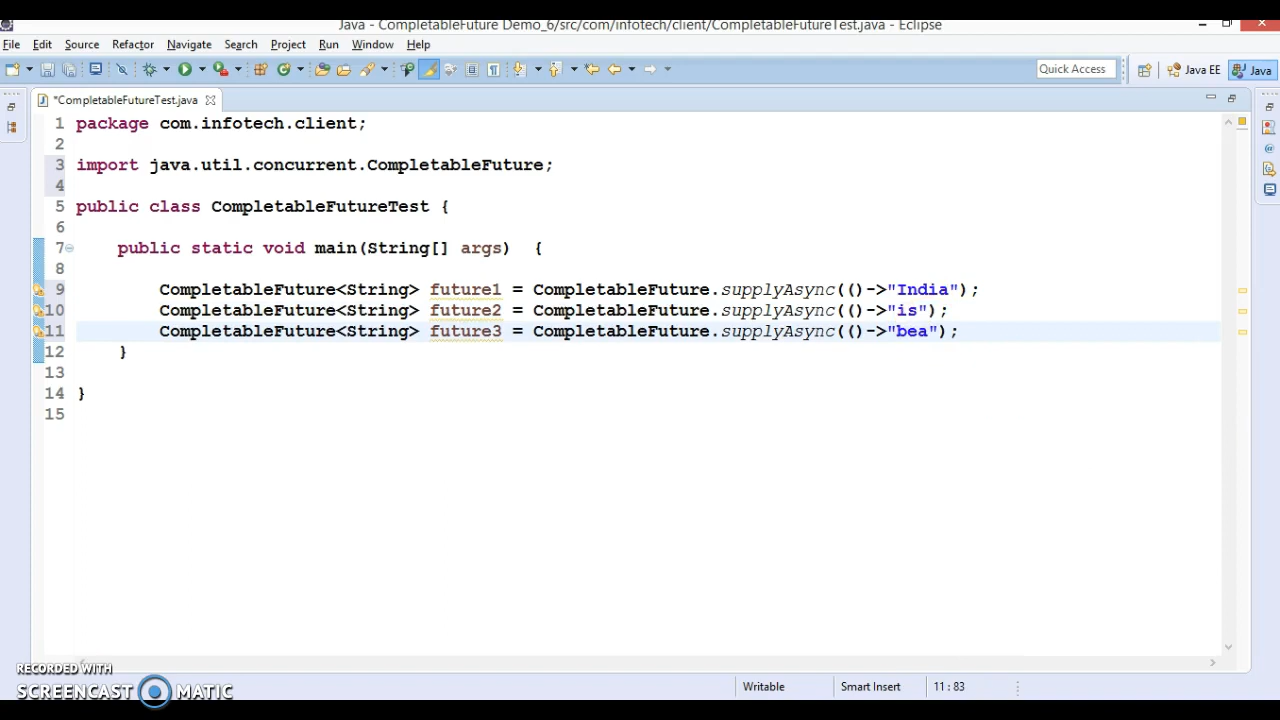 Java - CompletableFuture Demo_6/src/com/infotech/client/CompletableFutureTest.java - Eclipse
File Edit Source Refactor Navigate Search Project Run Window Help
Quick Access Java EE Java
*CompletableFutureTest.java
1 package com.infotech.client;
2
3 import java.util.concurrent.CompletableFuture;
4
5 public class CompletableFutureTest {
6
7 public static void main(String[] args) {
8
9 CompletableFuture<String> future1 = CompletableFuture.supplyAsync(()->"India");
10 CompletableFuture<String> future2 = CompletableFuture.supplyAsync(()->"is");
11 CompletableFuture<String> future3 = CompletableFuture.supplyAsync(()->"bea");
12 }
13
14 }
15
RECORDED WITH
SCREENCAST MATIC
Writable Smart Insert 11 : 83